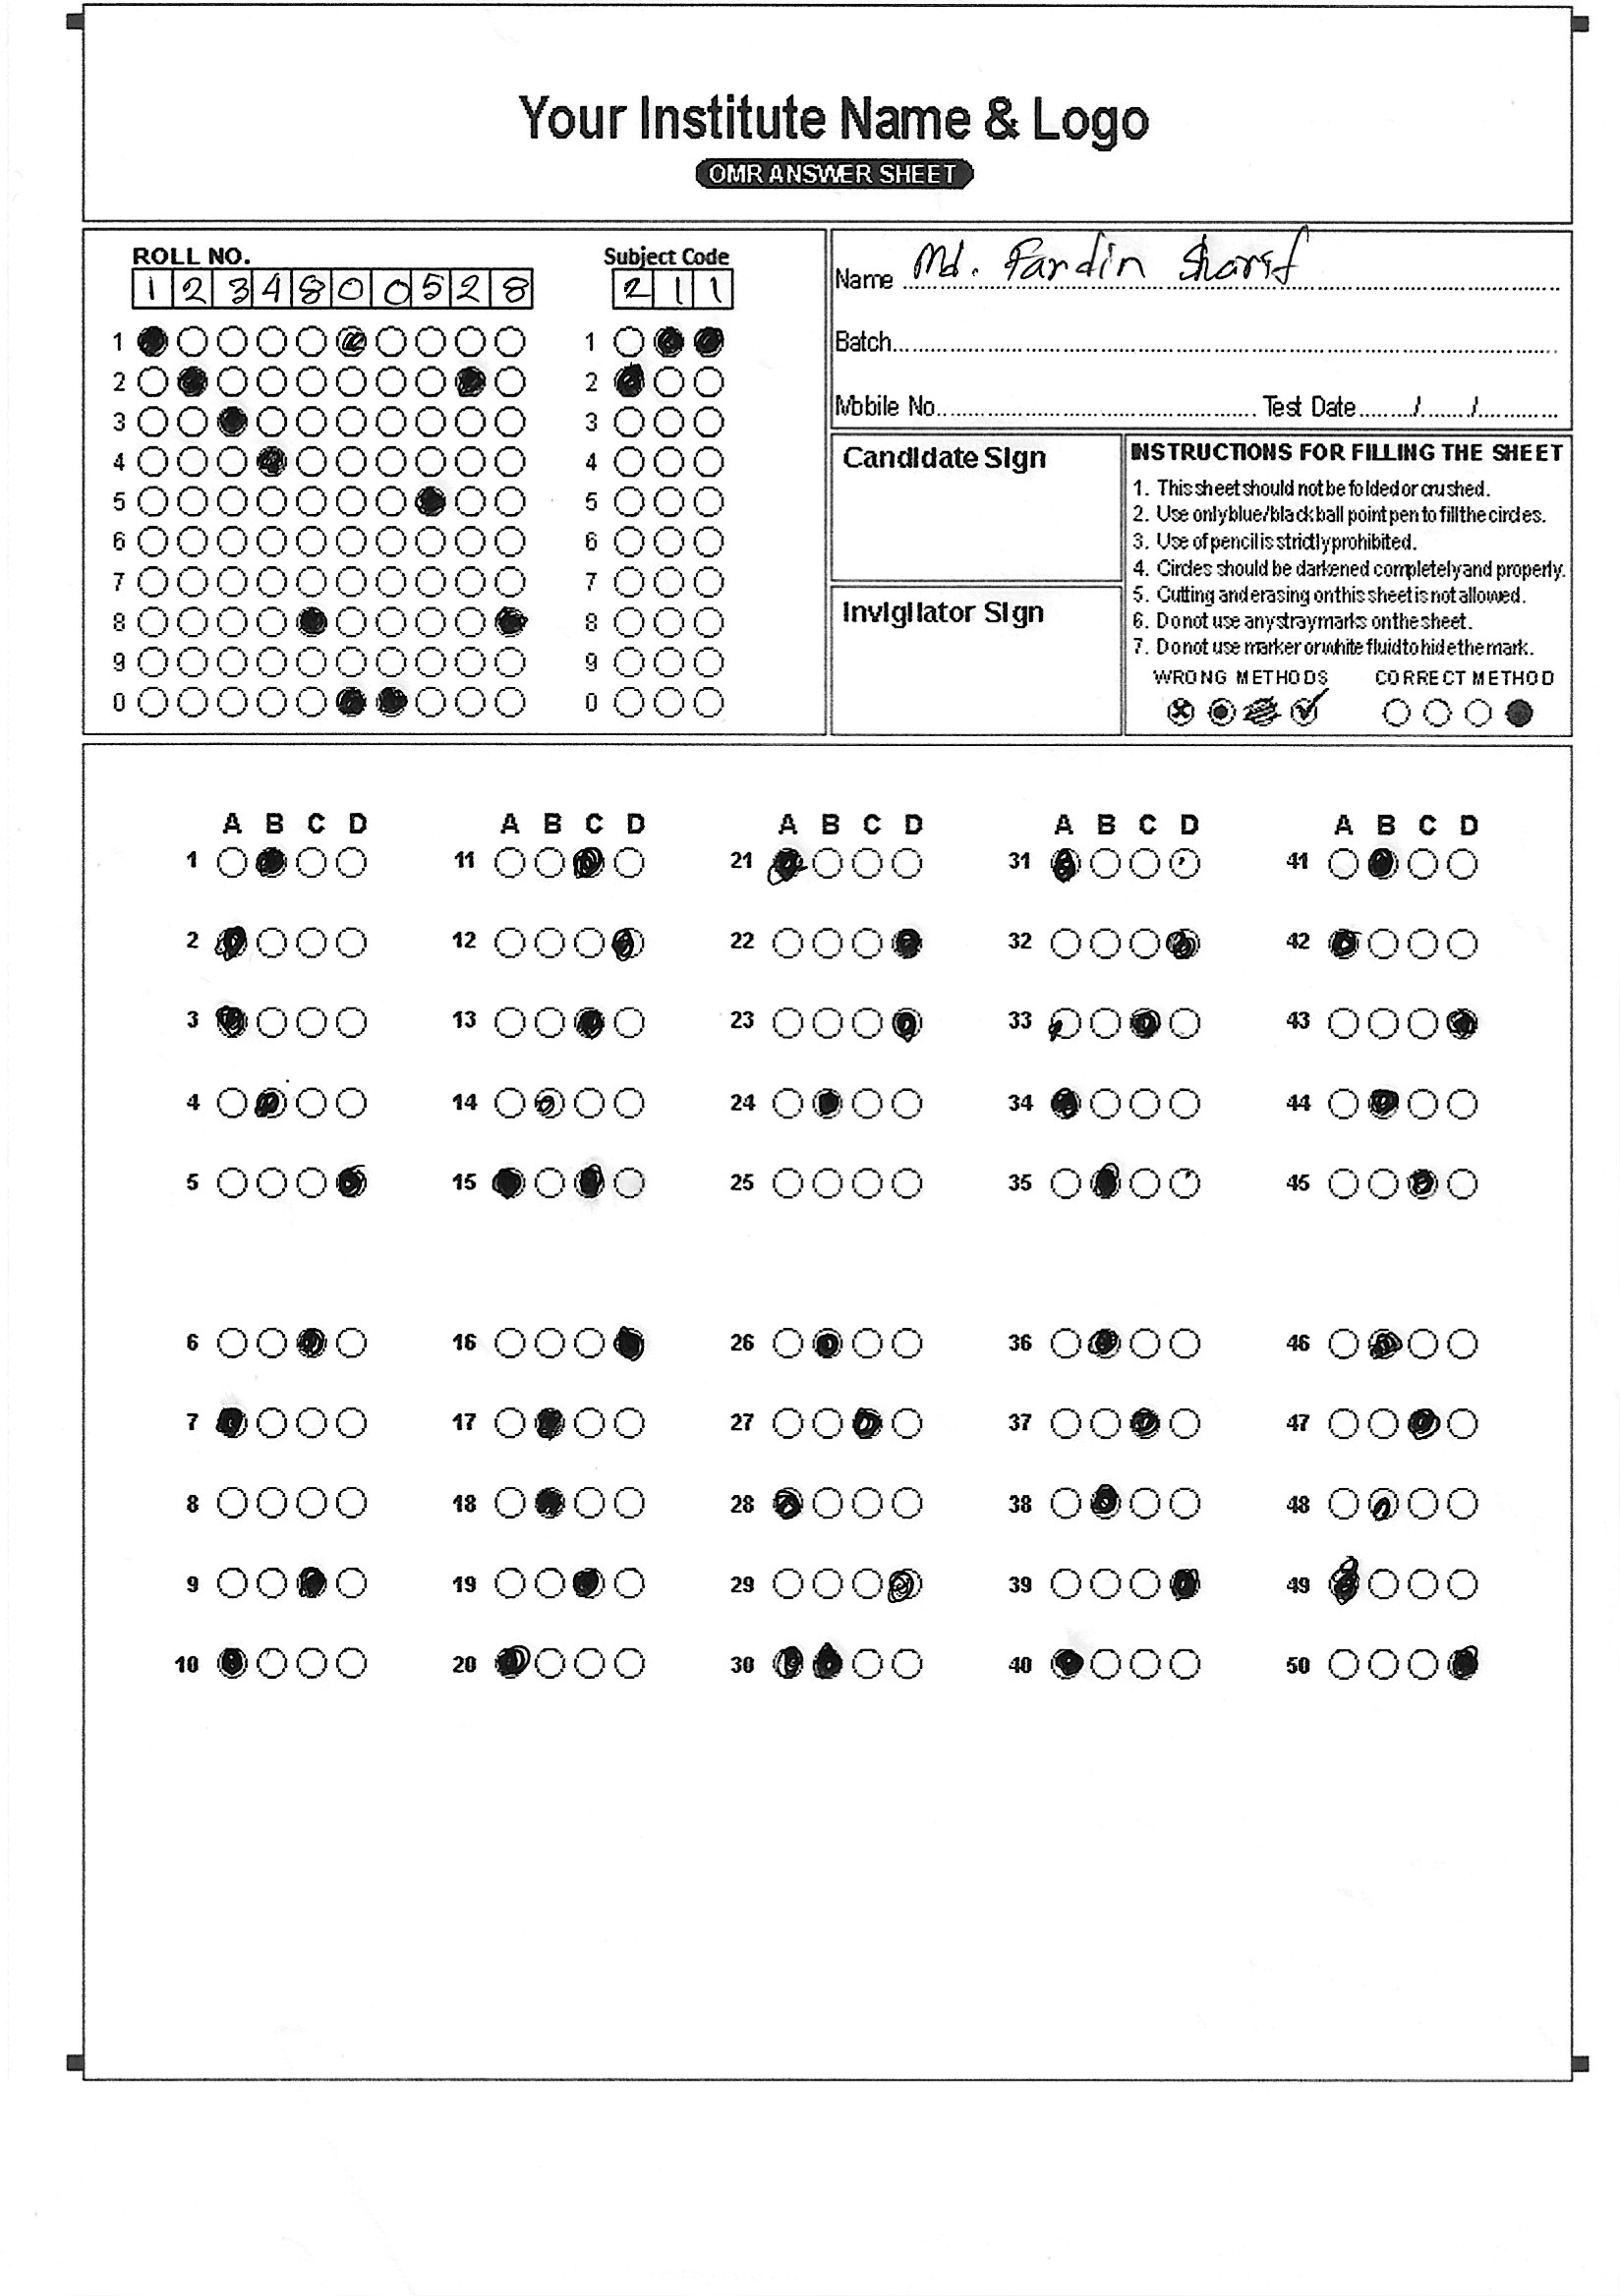 Your Institute Name & Logo
OMR ANSWER SHEET
ROLL NO.
1 2 3 4 8 0 0 5 2 8
1
2
3
4
5
6
7
8
9
0
Subject Code
2 1 1
1
2
3
4
5
6
7
8
9
0
Name Md. Fardin Sharif
Batch
Mobile No. Test Date / /
Candidate Sign
Invigilator Sign
INSTRUCTIONS FOR FILLING THE SHEET
1. This sheet should not be folded or crushed.
2. Use only blue/black ball point pen to fill the circles.
3. Use of pencil is strictly prohibited.
4. Circles should be darkened completely and properly.
5. Cutting and erasing on this sheet is not allowed.
6. Do not use any stray marks on the sheet.
7. Do not use marker or white fluid to hide the mark.
WRONG METHODS CORRECT METHOD
A B C D
1
2
3
4
5
6
7
8
9
10
A B C D
11
12
13
14
15
16
17
18
19
20
A B C D
21
22
23
24
25
26
27
28
29
30
A B C D
31
32
33
34
35
36
37
38
39
40
A B C D
41
42
43
44
45
46
47
48
49
50